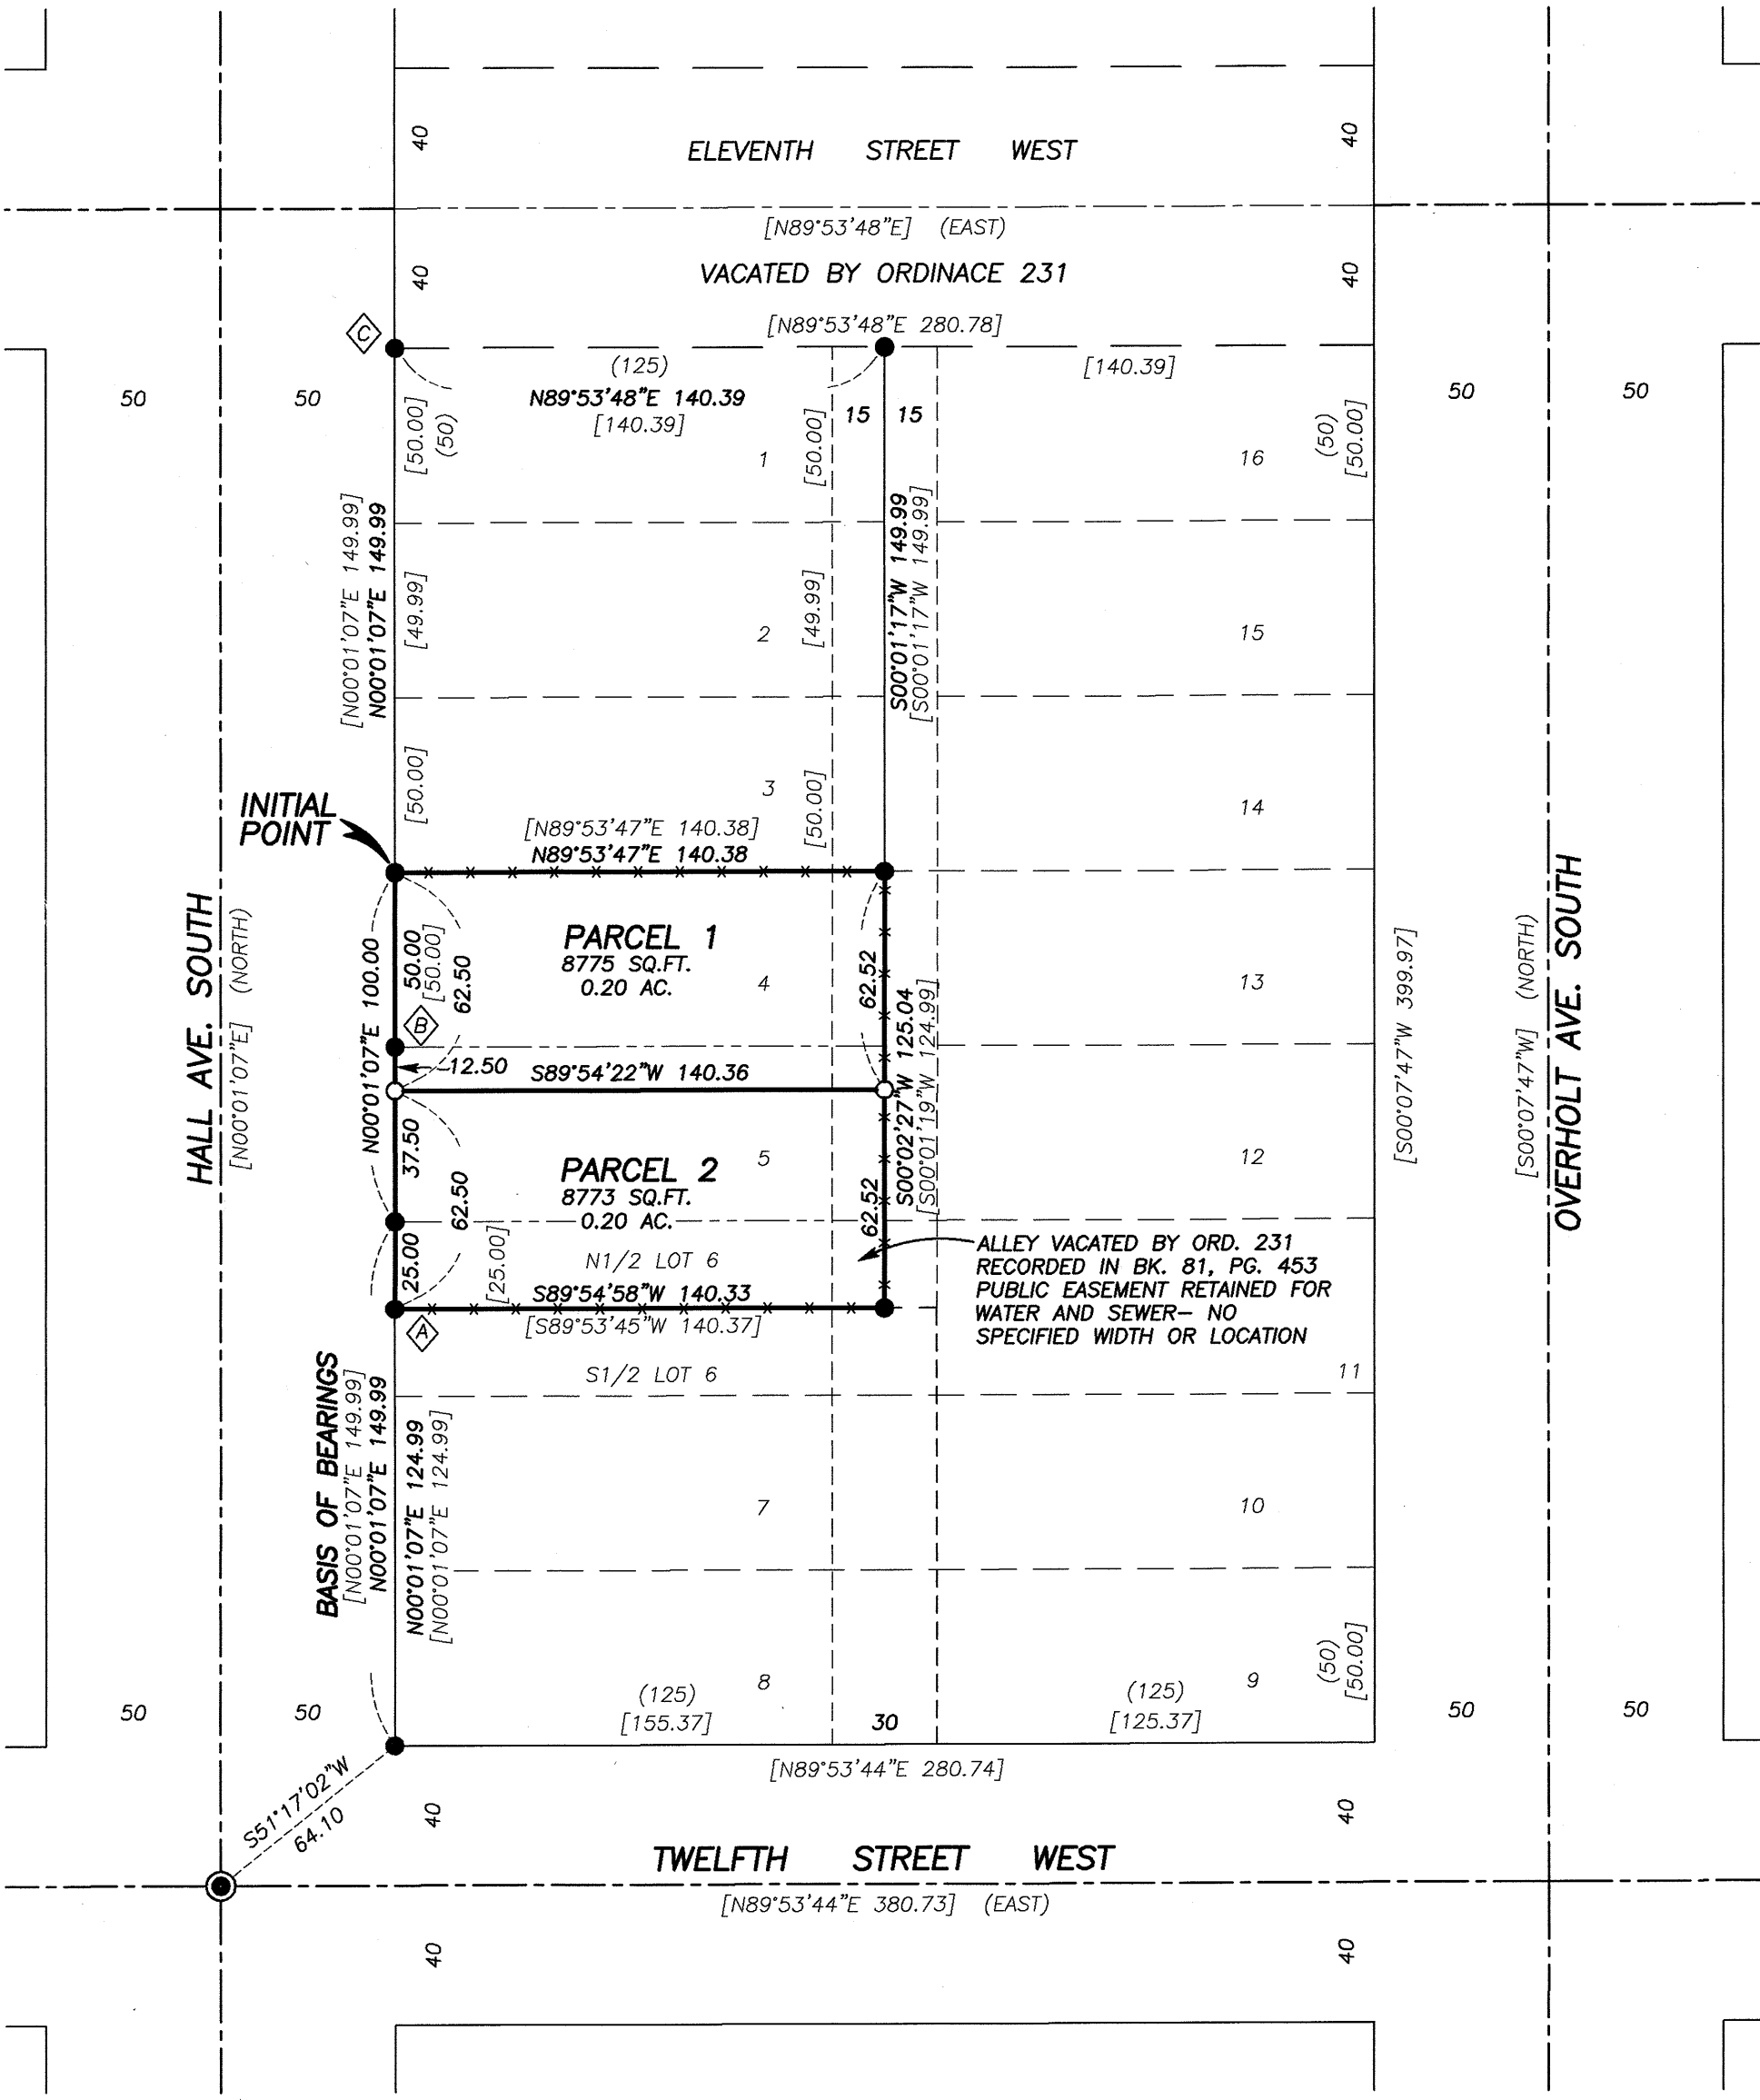 40
40
ELEVENTH STREET WEST
[N89°53'48"E] (EAST)
40
VACATED BY ORDINACE 231
40
C
[N89°53'48"E 280.78]
(125)
N89°53'48"E 140.39
[140.39]
[140.39]
50
50
50
50
[50.00]
(50)
[50.00]
15
15
(50)
[50.00]
1
16
[N00°01'07"E 149.99]
N00°01'07"E 149.99
S00°01'17"W 149.99
[S00°01'17"W 149.99]
[49.99]
[49.99]
2
15
[50.00]
[50.00]
3
14
INITIAL
POINT
[N89°53'47"E 140.38]
N89°53'47"E 140.38
HALL AVE. SOUTH
[N00°01'07"E] (NORTH)
N00°01'07"E 100.00
50.00
[50.00]
62.50
PARCEL 1
8775 SQ.FT.
0.20 AC.
4
62.52
13
[S00°07'47"W 399.97]
[S00°07'47"W] (NORTH)
OVERHOLT AVE. SOUTH
B
12.50
S89°54'22"W 140.36
S00°02'27"W 125.04
[S00°01'19"W 124.99]
37.50
62.50
PARCEL 2
8773 SQ.FT.
0.20 AC.
5
62.52
12
25.00
[25.00]
N1/2 LOT 6
S89°54'58"W 140.33
[S89°53'45"W 140.37]
A
ALLEY VACATED BY ORD. 231
RECORDED IN BK. 81, PG. 453
PUBLIC EASEMENT RETAINED FOR
WATER AND SEWER– NO
SPECIFIED WIDTH OR LOCATION
S1/2 LOT 6
11
BASIS OF BEARINGS
[N00°01'07"E 149.99]
N00°01'07"E 149.99
N00°01'07"E 124.99
[N00°01'07"E 124.99]
7
10
8
9
(50)
[50.00]
50
50
(125)
[155.37]
30
(125)
[125.37]
50
50
[N89°53'44"E 280.74]
S51°17'02"W
64.10
40
40
TWELFTH STREET WEST
[N89°53'44"E 380.73] (EAST)
40
40